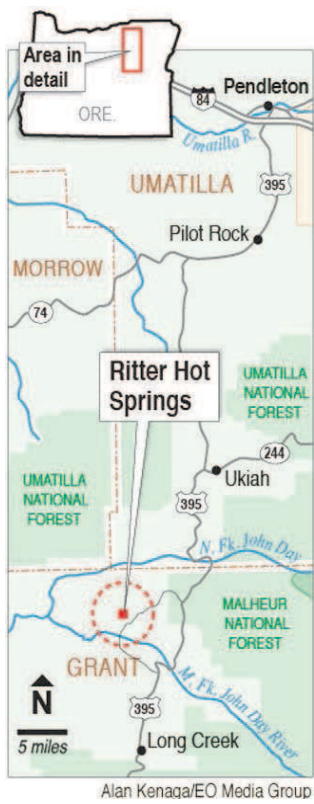 Area in
detail
ORE.
84
Pendleton
Umatilla R.
UMATILLA
395
Pilot Rock
MORROW
74
Ritter Hot
Springs
UMATILLA
NATIONAL
FOREST
244
Ukiah
UMATILLA
NATIONAL
FOREST
395
N. Fk. John Day
MALHEUR
NATIONAL
FOREST
GRANT
M. Fk. John Day River
N
5 miles
395
Long Creek
Alan Kenaga/EO Media Group